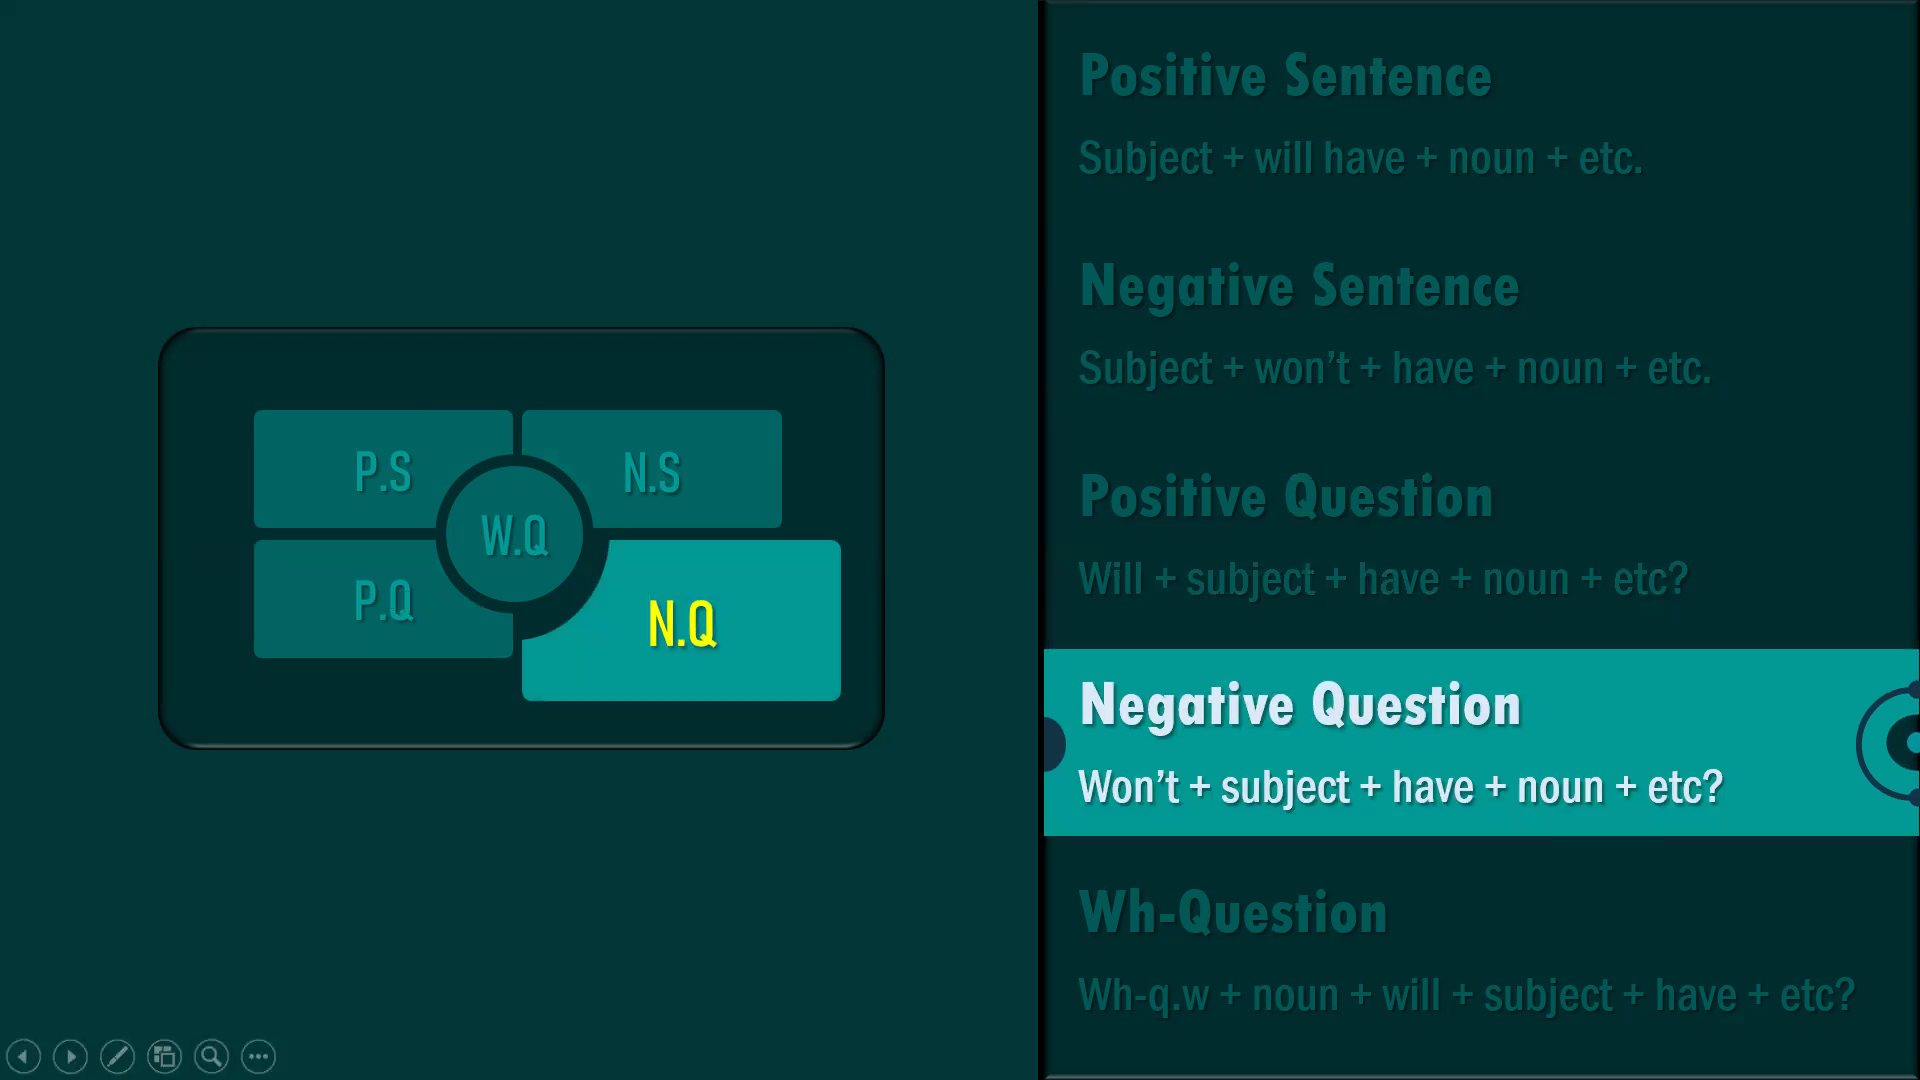 P.S
N.S
W.Q
P.Q
N.Q
Positive Sentence
Subject + will have + noun + etc.
Negative Sentence
Subject + won’t + have + noun + etc.
Positive Question
Will + subject + have + noun + etc?
Negative Question
Won’t + subject + have + noun + etc?
Wh-Question
Wh-q.w + noun + will + subject + have + etc?